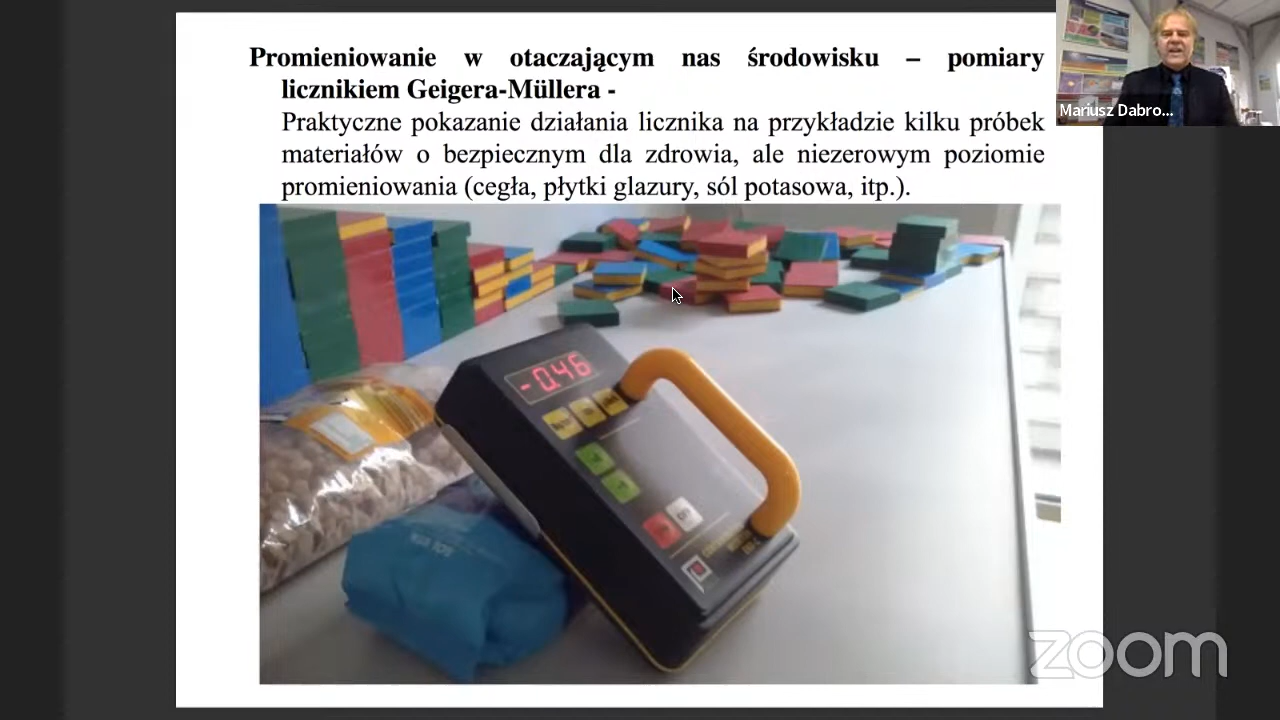 Promieniowanie w otaczającym nas środowisku – pomiary
licznikiem Geigera-Müllera -
Praktyczne pokazanie działania licznika na przykładzie kilku próbek
materiałów o bezpiecznym dla zdrowia, ale niezerowym poziomie
promieniowania (cegła, płytki glazury, sól potasowa, itp.).
Mariusz Dabro...
-0.46
OFF
zoom